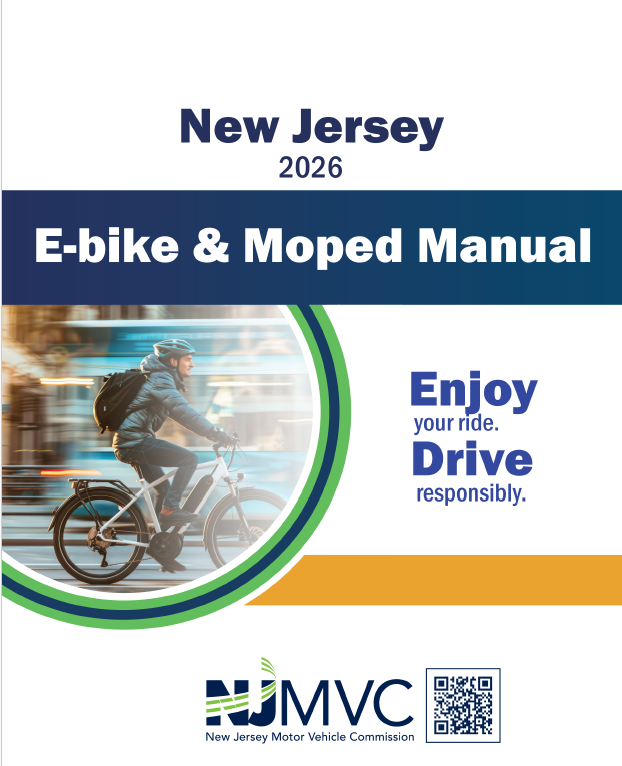 New Jersey
2026
E-bike & Moped Manual
Enjoy
your ride.
Drive
responsibly.
NJMVC
New Jersey Motor Vehicle Commission